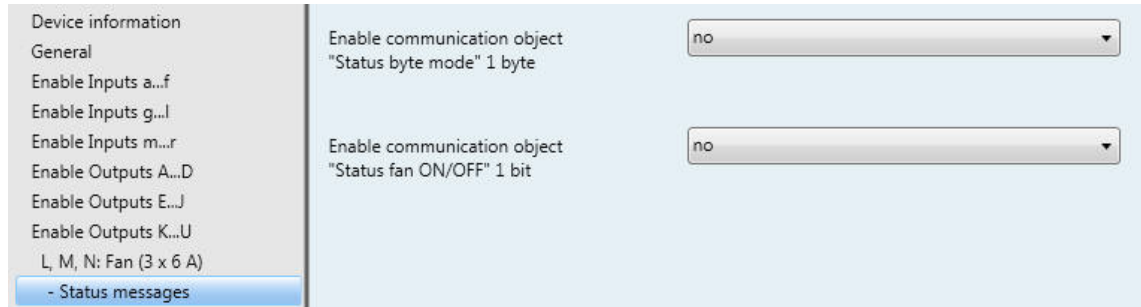 Device information
General
Enable Inputs a...f
Enable Inputs g...l
Enable Inputs m...r
Enable Outputs A...D
Enable Outputs E...J
Enable Outputs K...U
L, M, N: Fan (3 x 6 A)
- Status messages
Enable communication object
"Status byte mode" 1 byte
no
Enable communication object
"Status fan ON/OFF" 1 bit
no